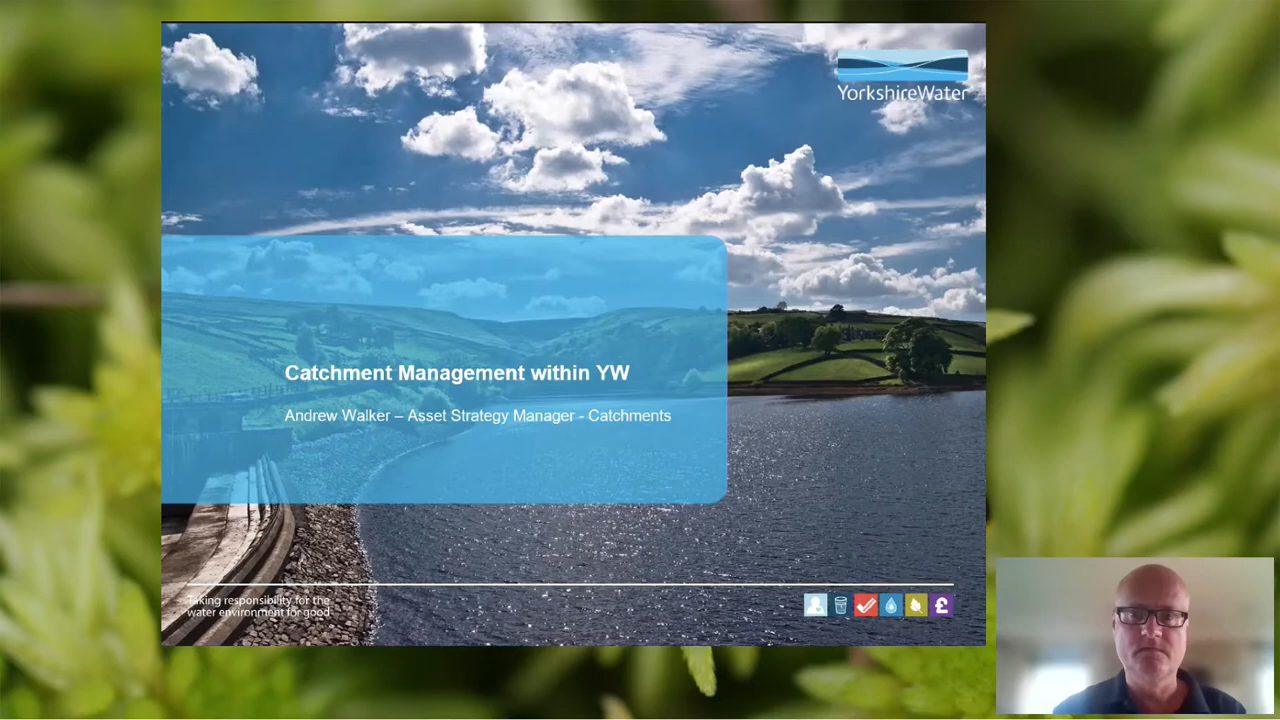 YorkshireWater
Catchment Management within YW
Andrew Walker – Asset Strategy Manager - Catchments
Taking responsibility for the
water environment for good
£